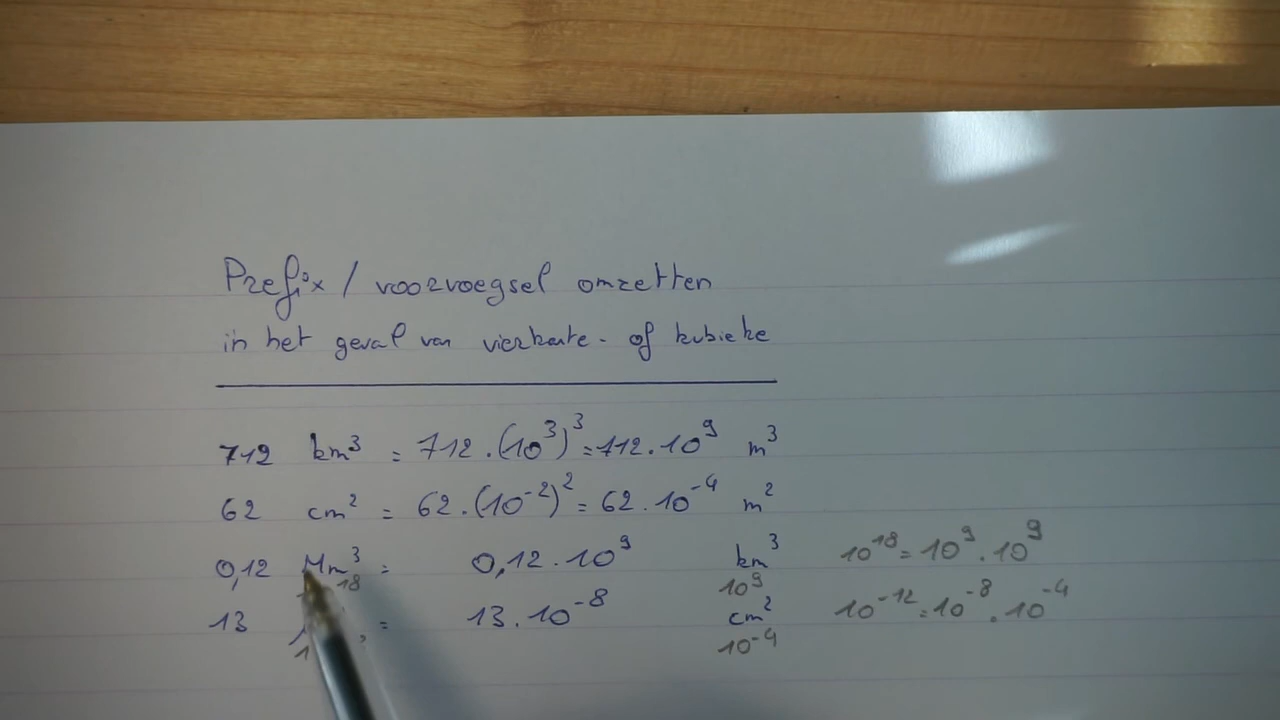 Prefix / voorvoegsel omzetten
in het geval van vierkante- of kubieke
712 km³ = 712 . (10³)³ = 712 . 10⁹ m³
62 cm² = 62 . (10⁻²)² = 62 . 10⁻⁴ m²
0,12 Mm³ = 0,12 . 10⁹ km³ 10¹⁸ = 10⁹ . 10⁹
18 10⁹
13 = 13 . 10⁻⁸ cm² 10⁻¹² = 10⁻⁸ . 10⁻⁴
10⁻⁴